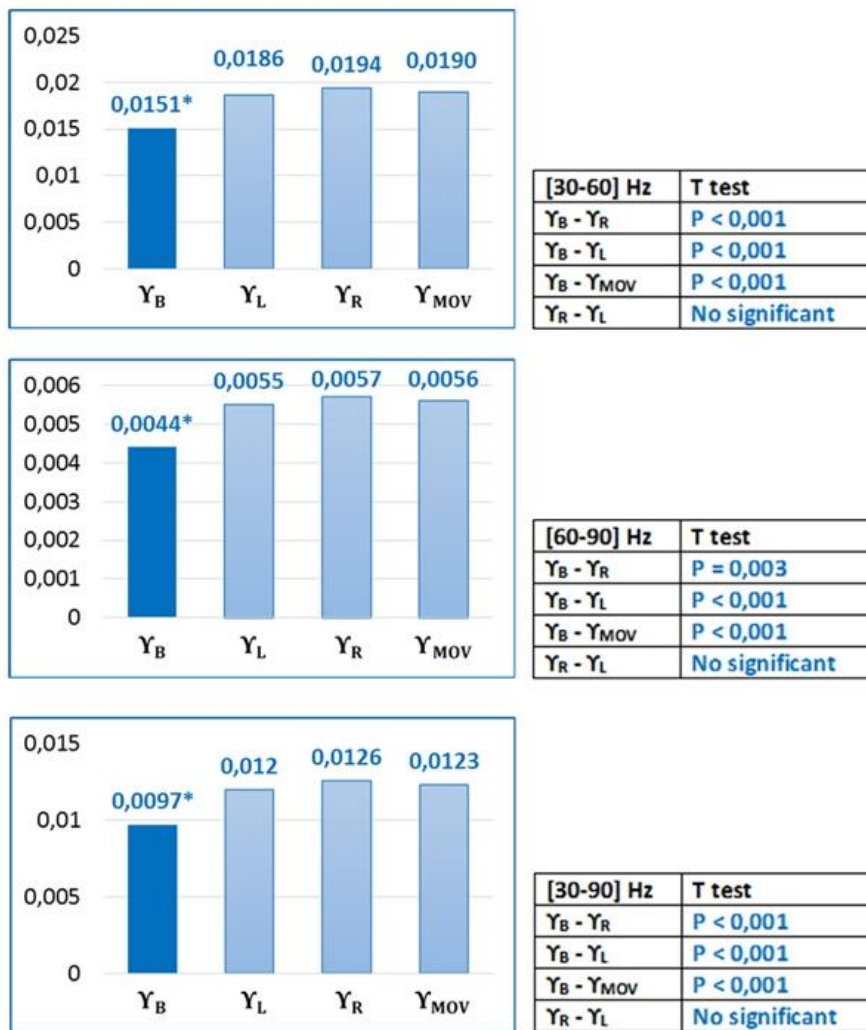 0,025
0,02
0,015
0,01
0,005
0
0,0151*
0,0186
0,0194
0,0190
ϒB ϒL ϒR ϒMOV
[30-60] Hz T test
ϒB - ϒR P < 0,001
ϒB - ϒL P < 0,001
ϒB - ϒMOV P < 0,001
ϒR - ϒL No significant
0,006
0,005
0,004
0,003
0,002
0,001
0
0,0044*
0,0055
0,0057
0,0056
ϒB ϒL ϒR ϒMOV
[60-90] Hz T test
ϒB - ϒR P = 0,003
ϒB - ϒL P < 0,001
ϒB - ϒMOV P < 0,001
ϒR - ϒL No significant
0,015
0,01
0,005
0
0,0097*
0,012
0,0126
0,0123
ϒB ϒL ϒR ϒMOV
[30-90] Hz T test
ϒB - ϒR P < 0,001
ϒB - ϒL P < 0,001
ϒB - ϒMOV P < 0,001
ϒR - ϒL No significant